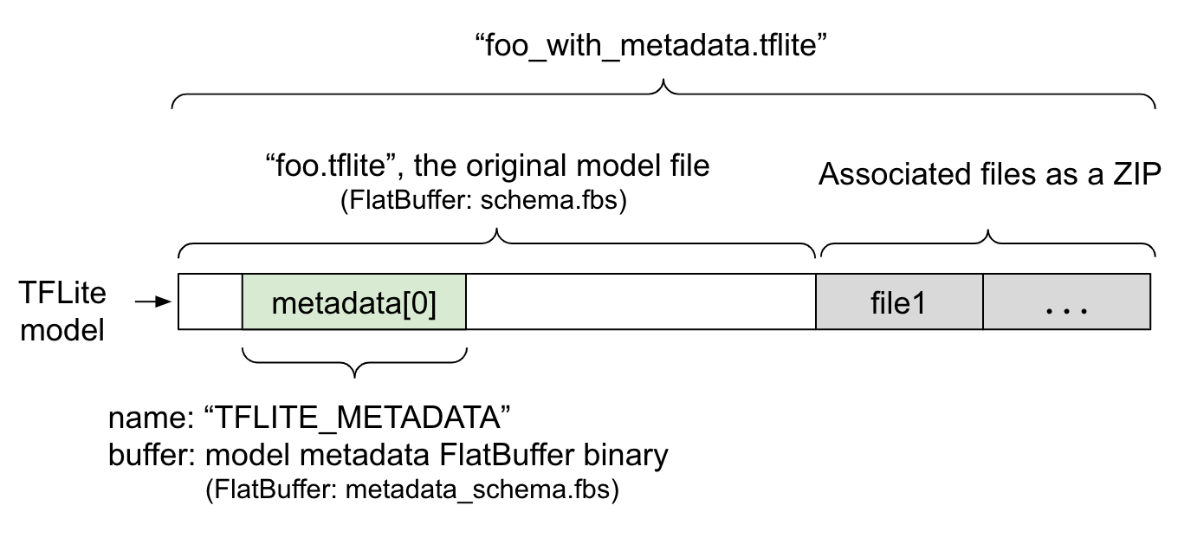 “foo_with_metadata.tflite”
“foo.tflite”, the original model file
(FlatBuffer: schema.fbs)
Associated files as a ZIP
TFLite
model
metadata[0]
file1
...
name: “TFLITE_METADATA”
buffer: model metadata FlatBuffer binary
(FlatBuffer: metadata_schema.fbs)